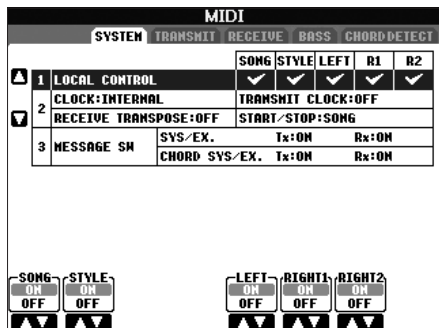 MIDI
SYSTEM TRANSMIT RECEIVE BASS CHORD DETECT
SONG STYLE LEFT R1 R2
1 LOCAL CONTROL
2 CLOCK:INTERNAL TRANSMIT CLOCK:OFF
RECEIVE TRANSPOSE:OFF START/STOP:SONG
3 MESSAGE SW SYS/EX. Tx:ON Rx:ON
CHORD SYS/EX. Tx:ON Rx:ON
SONG STYLE LEFT RIGHT1 RIGHT2
ON ON ON ON ON
OFF OFF OFF OFF OFF